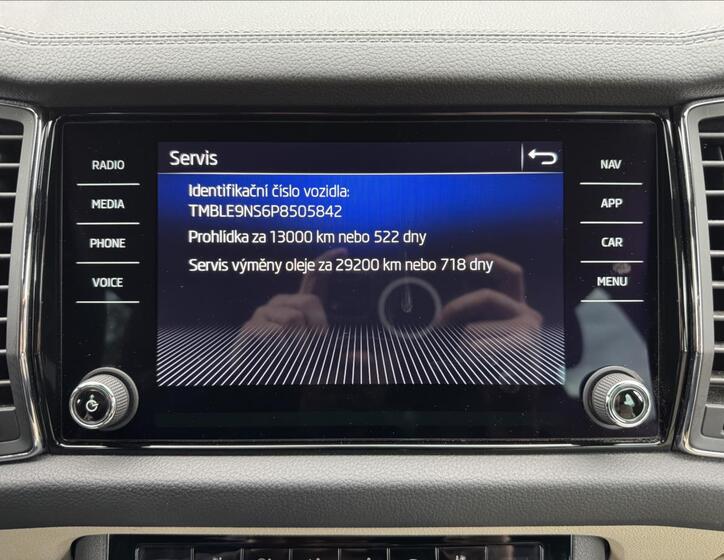 Servis
Identifikační číslo vozidla:
TMBLE9NS6P8505842
Prohlídka za 13000 km nebo 522 dny
Servis výměny oleje za 29200 km nebo 718 dny
RADIO
MEDIA
PHONE
VOICE
NAV
APP
CAR
MENU